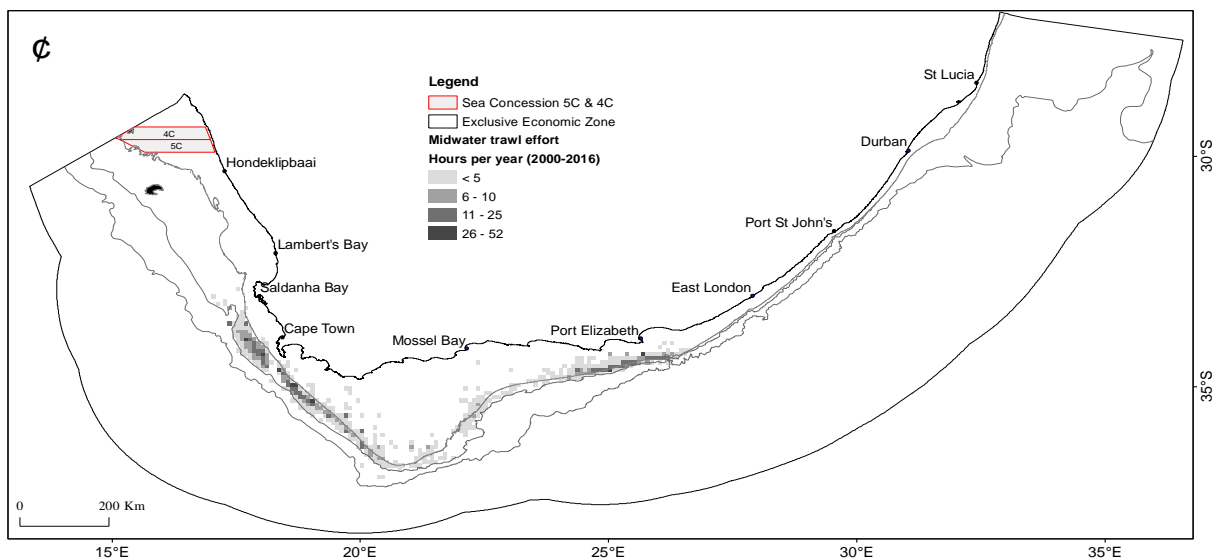 ₵
Legend
Sea Concession 5C & 4C
Exclusive Economic Zone
Midwater trawl effort
Hours per year (2000-2016)
< 5
6 - 10
11 - 25
26 - 52
St Lucia
Durban
Port St John's
East London
Port Elizabeth
Mossel Bay
Cape Town
Saldanha Bay
Lambert's Bay
Hondeklipbaai
4C
5C
30°S
35°S
0
200 Km
15°E
20°E
25°E
30°E
35°E